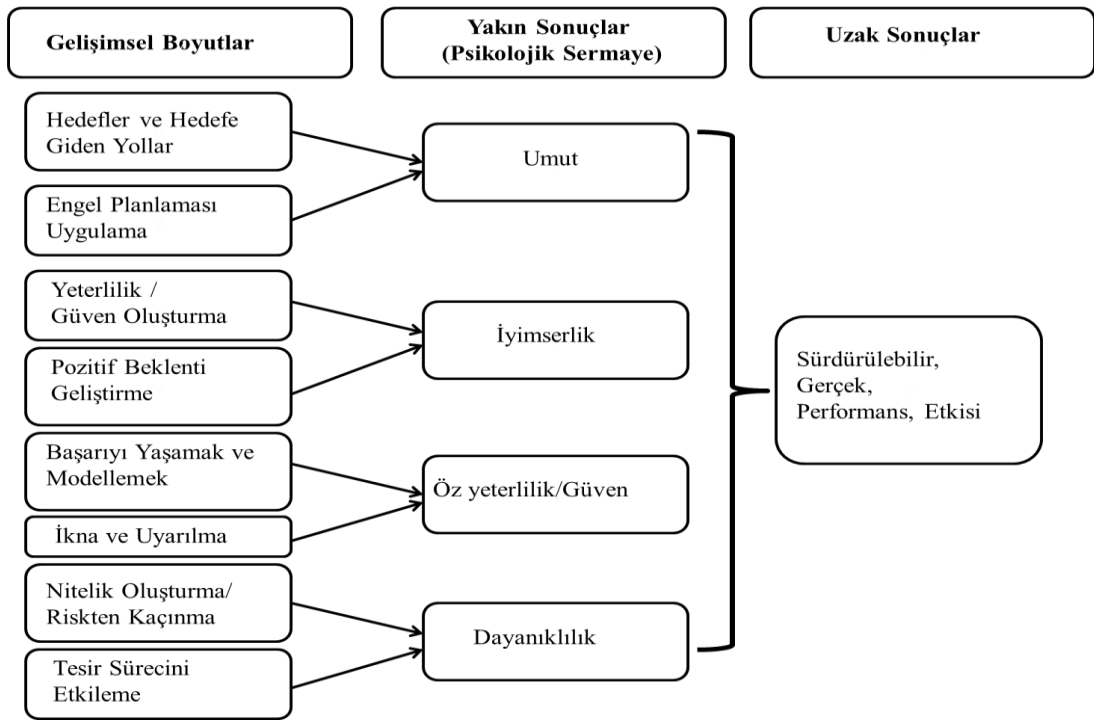 Gelişimsel Boyutlar
Yakın Sonuçlar
(Psikolojik Sermaye)
Uzak Sonuçlar
Hedefler ve Hedefe
Giden Yollar
Engel Planlaması
Uygulama
Yeterlilik /
Güven Oluşturma
Pozitif Beklenti
Geliştirme
Başarıyı Yaşamak ve
Modellemek
İkna ve Uyarılma
Nitelik Oluşturma/
Riskten Kaçınma
Tesir Sürecini
Etkileme
Umut
İyimserlik
Öz yeterlilik/Güven
Dayanıklılık
Sürdürülebilir,
Gerçek,
Performans, Etkisi